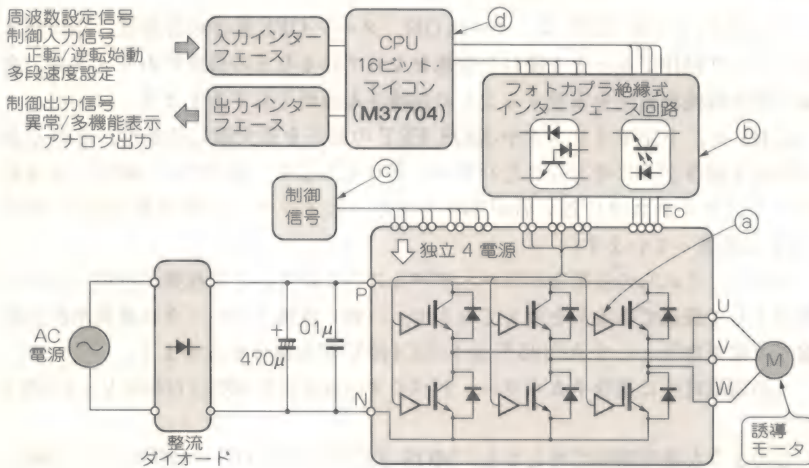 周波数設定信号
制御入力信号
正転/逆転始動
多段速度設定
制御出力信号
異常/多機能表示
アナログ出力
入力インター
フェース
出力インター
フェース
CPU
16ビット
マイコン
(M37704)
ⓓ
フォトカプラ絶縁式
インターフェース回路
ⓑ
制御
信号
ⓒ
Fo
独立4電源
ⓐ
P
N
AC
電源
+
470μ
01μ
整流
ダイオード
U
V
W
M
誘導
モータ